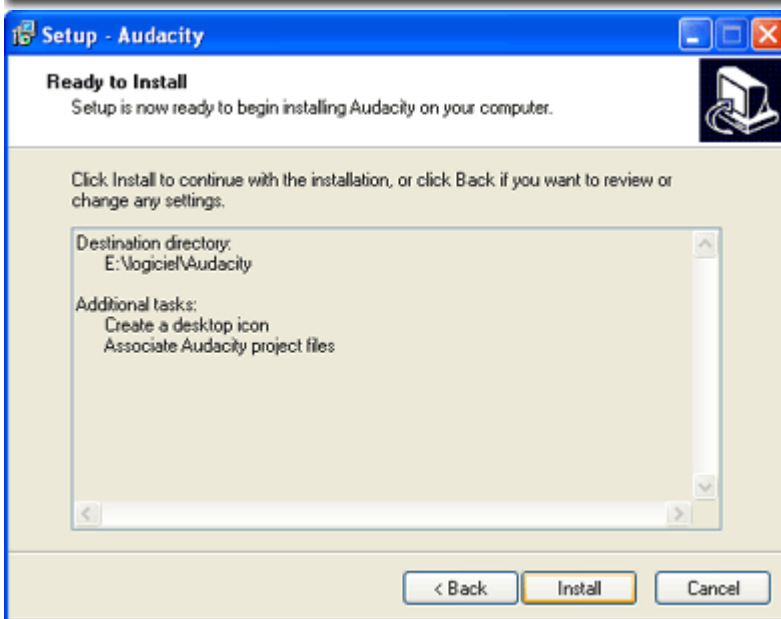 Setup - Audacity
Ready to Install
Setup is now ready to begin installing Audacity on your computer.
Click Install to continue with the installation, or click Back if you want to review or
change any settings.
Destination directory:
E:\logiciel\Audacity
Additional tasks:
Create a desktop icon
Associate Audacity project files
< Back
Install
Cancel